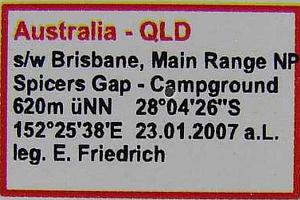 Australia - QLD
s/w Brisbane, Main Range NP
Spicers Gap - Campground
620m üNN 28°04'26"S
152°25'38'E 23.01.2007 a.L.
leg. E. Friedrich